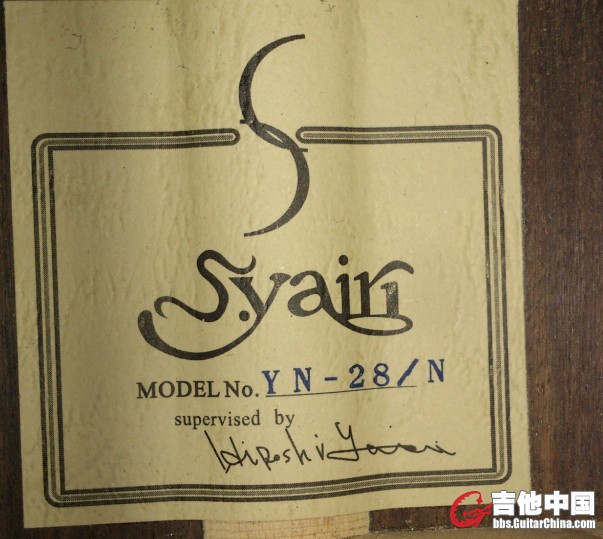 S.yairi
MODEL No. YN-28/N
supervised by
Hiroshi Yairi
吉他中国
bbs.GuitarChina.com